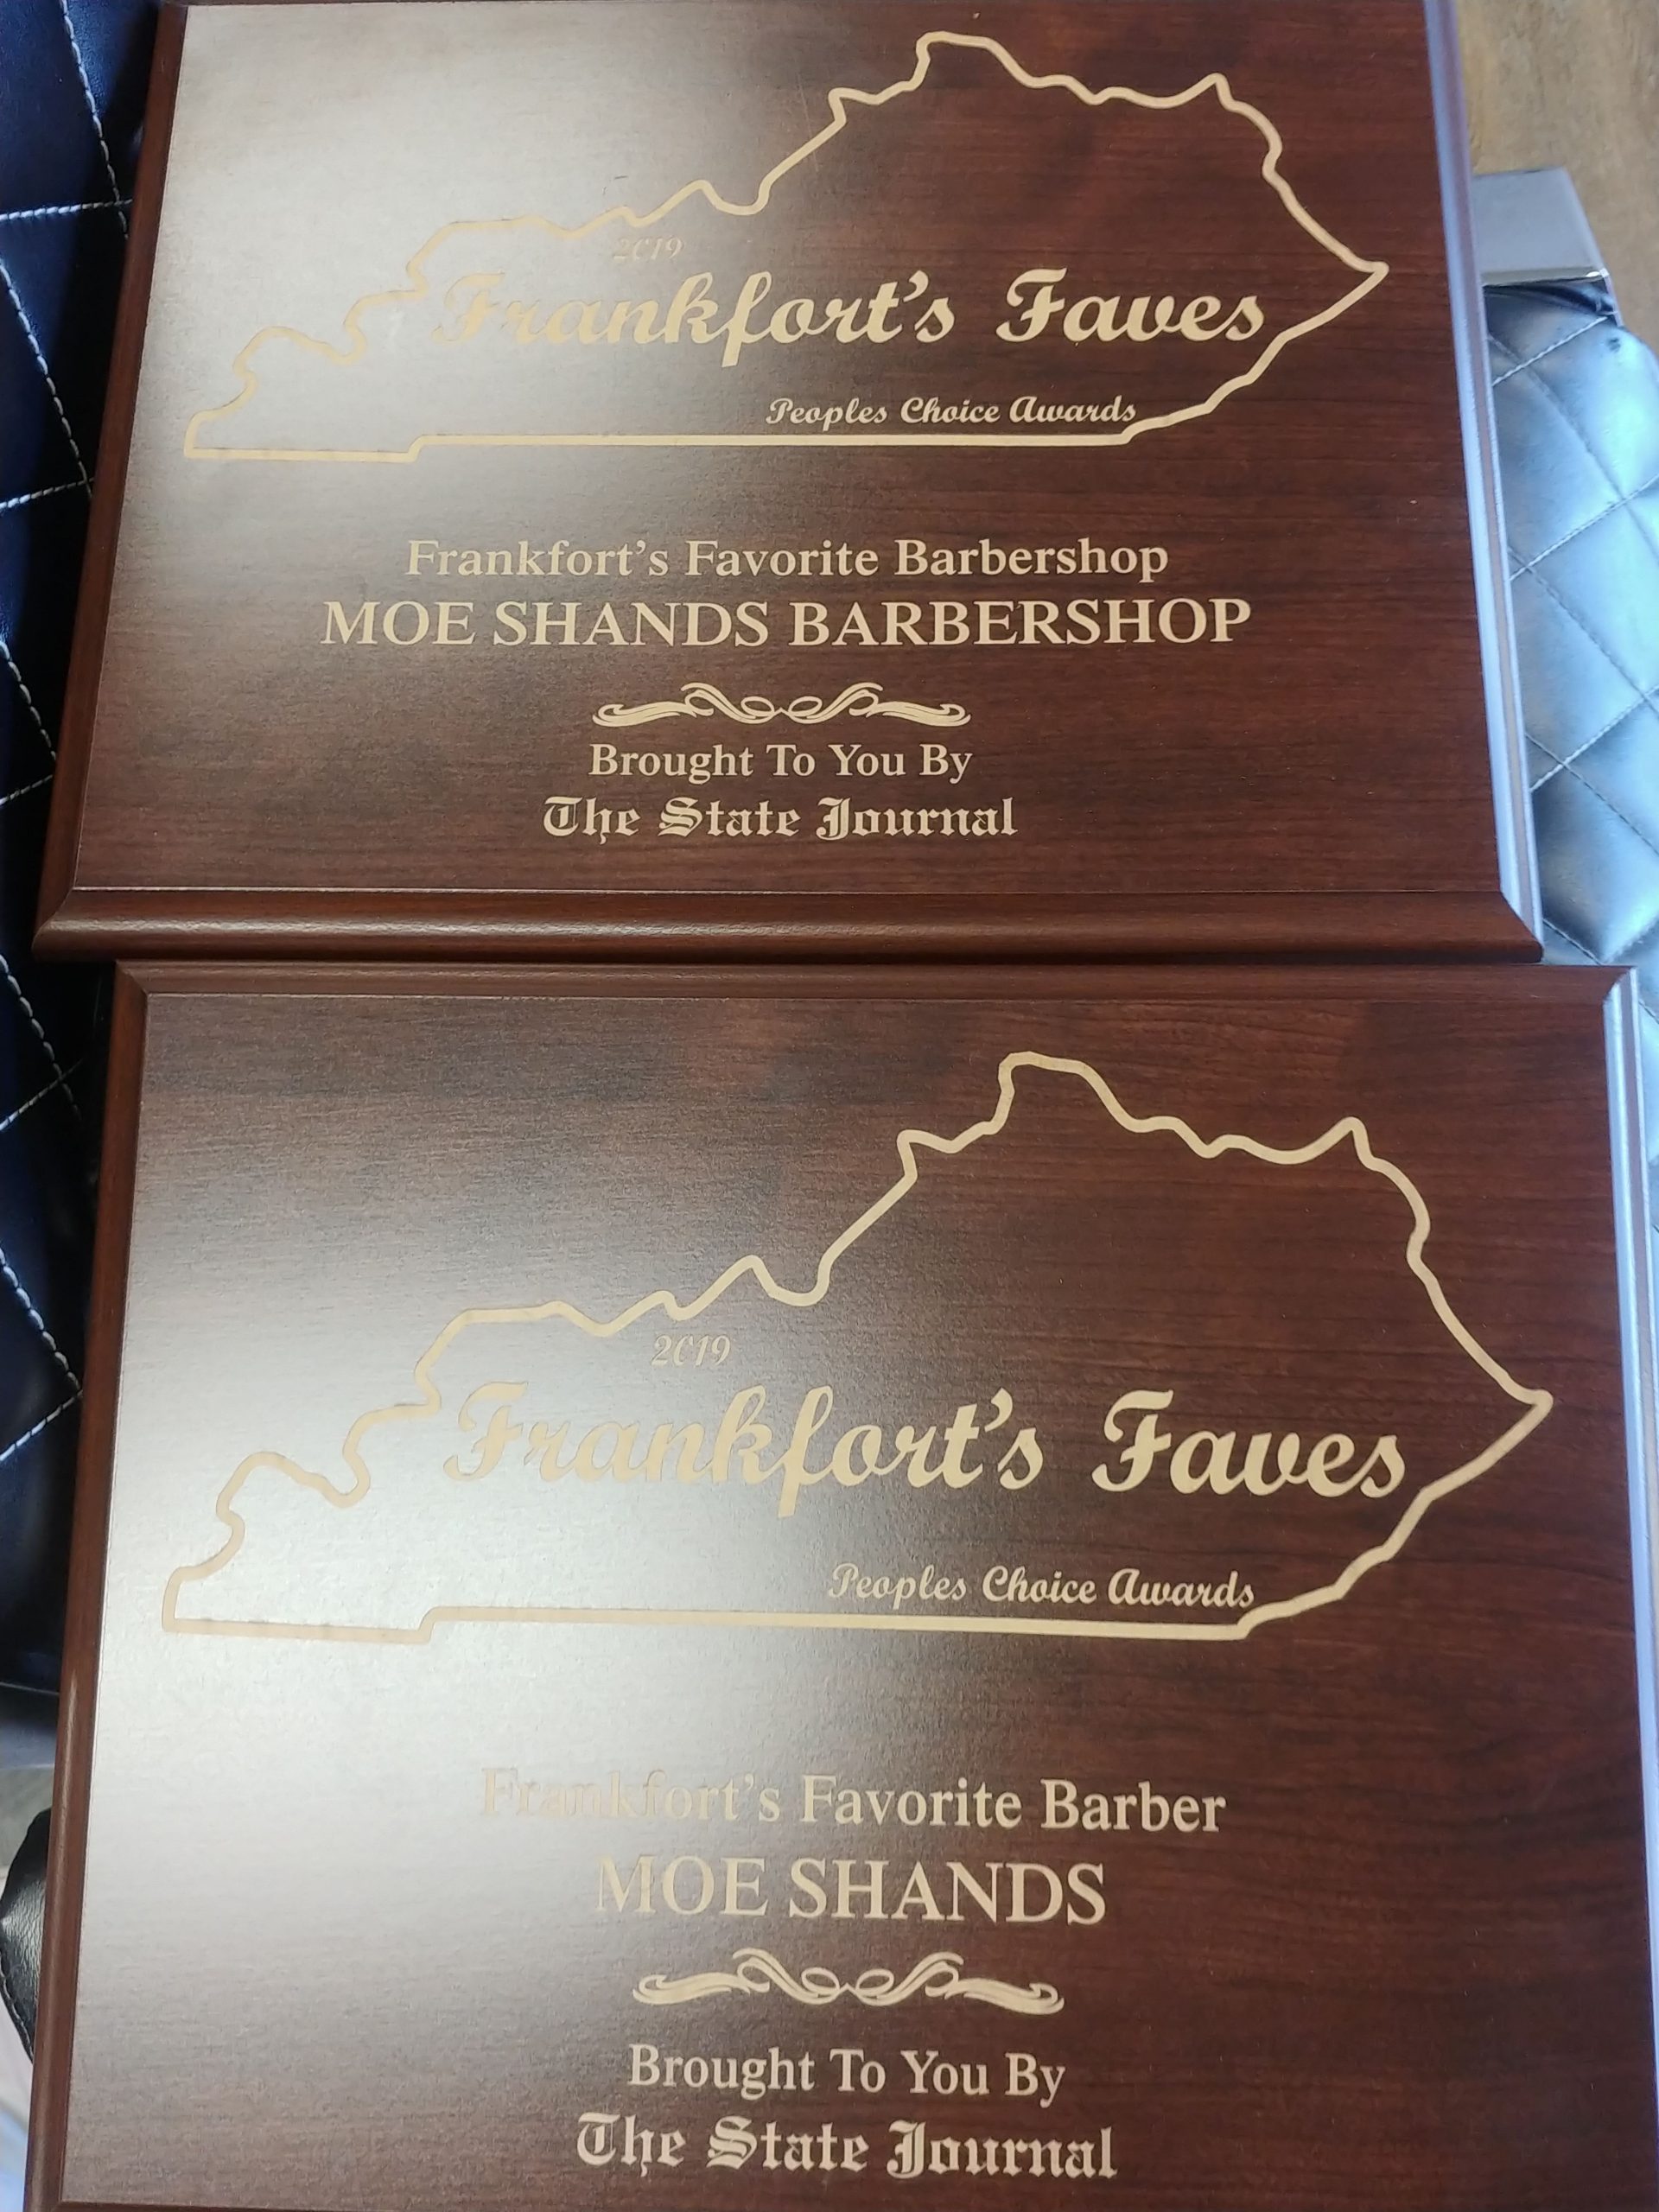 2019
Frankfort's Faves
Peoples Choice Awards
Frankfort's Favorite Barbershop
MOE SHANDS BARBERSHOP
Brought To You By
The State Journal
2019
Frankfort's Faves
Peoples Choice Awards
Frankfort's Favorite Barber
MOE SHANDS
Brought To You By
The State Journal